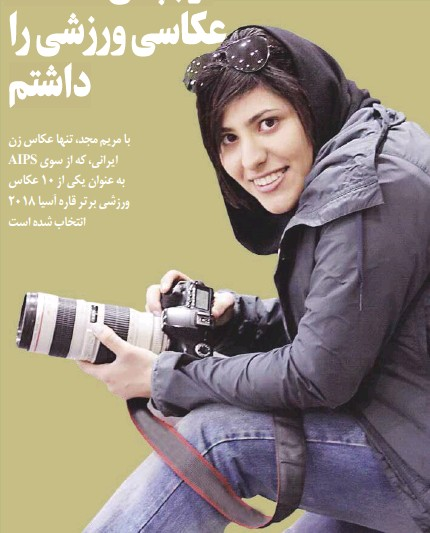 عکاسی ورزشی را
داشتم
با مریم مجد، تنها عکاس زن
ایرانی، که از سوی AIPS
به عنوان یکی از ۱۰ عکاس
ورزشی برتر قاره آسیا ۲۰۱۸
انتخاب شده است